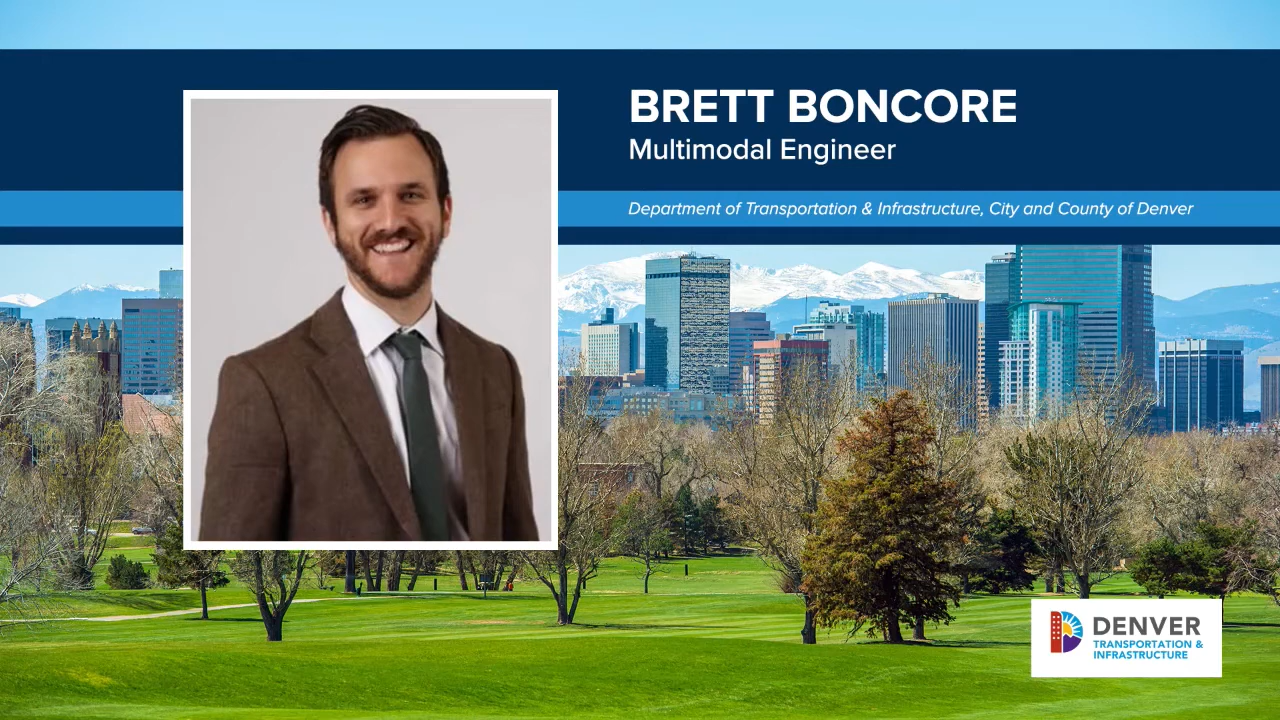 BRETT BONCORE
Multimodal Engineer
Department of Transportation & Infrastructure, City and County of Denver
DENVER
TRANSPORTATION &
INFRASTRUCTURE